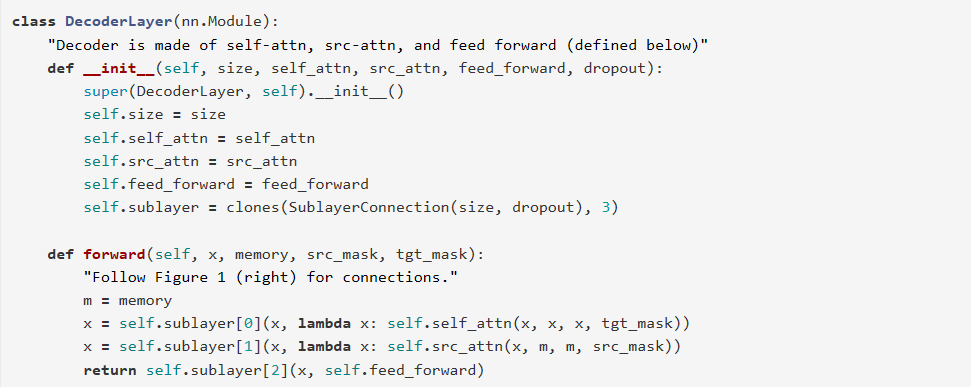 class DecoderLayer(nn.Module):
    "Decoder is made of self-attn, src-attn, and feed forward (defined below)"
    def __init__(self, size, self_attn, src_attn, feed_forward, dropout):
        super(DecoderLayer, self).__init__()
        self.size = size
        self.self_attn = self_attn
        self.src_attn = src_attn
        self.feed_forward = feed_forward
        self.sublayer = clones(SublayerConnection(size, dropout), 3)
    def forward(self, x, memory, src_mask, tgt_mask):
        "Follow Figure 1 (right) for connections."
        m = memory
        x = self.sublayer[0](x, lambda x: self.self_attn(x, x, x, tgt_mask))
        x = self.sublayer[1](x, lambda x: self.src_attn(x, m, m, src_mask))
        return self.sublayer[2](x, self.feed_forward)